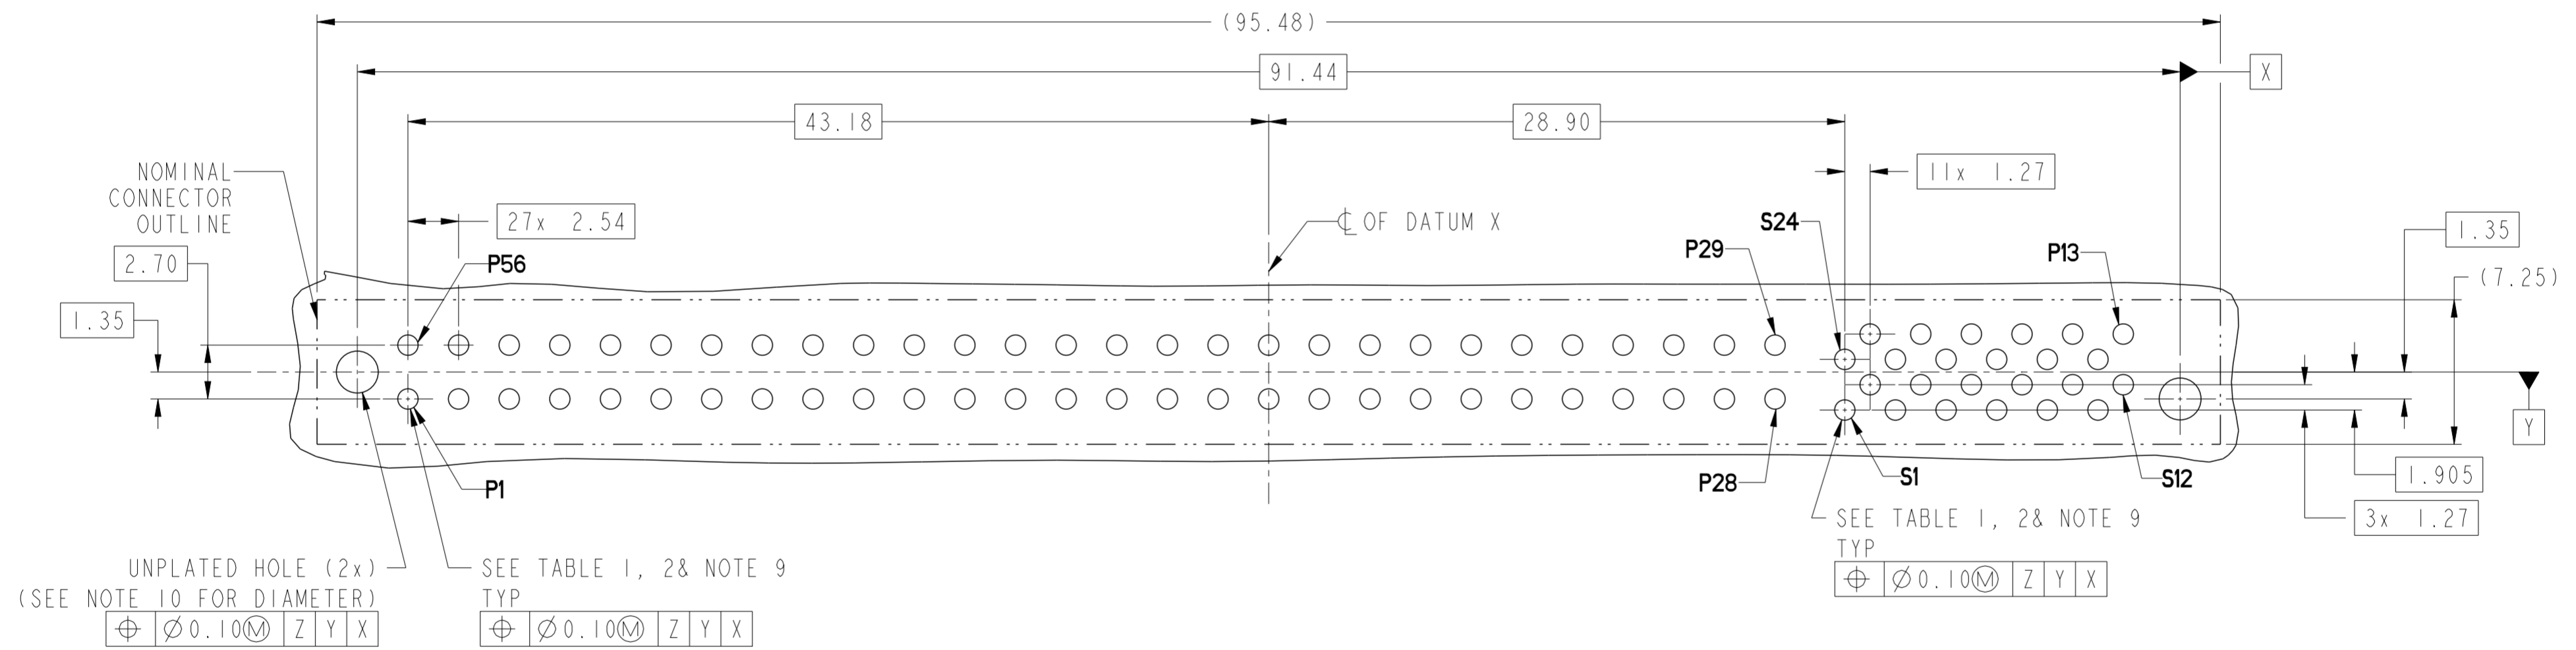 (95.48)
91.44
X
43.18
28.90
NOMINAL
CONNECTOR
OUTLINE
11x 1.27
27x 2.54
℄ OF DATUM X
S24
1.35
P29
P13
2.70
P56
(7.25)
1.35
Y
P1
P28
S1
S12
1.905
SEE TABLE 1, 2& NOTE 9
TYP
3x 1.27
⌖ Ø0.10Ⓜ Z Y X
UNPLATED HOLE (2x)
(SEE NOTE 10 FOR DIAMETER)
⌖ Ø0.10Ⓜ Z Y X
SEE TABLE 1, 2& NOTE 9
TYP
⌖ Ø0.10Ⓜ Z Y X